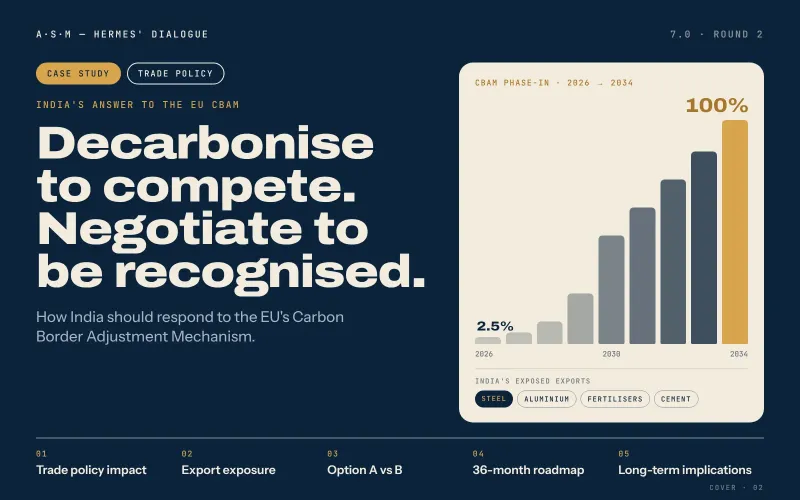 A·S·M — HERMES' DIALOGUE
7.0 · ROUND 2
CASE STUDY
TRADE POLICY
INDIA'S ANSWER TO THE EU CBAM
Decarbonise
to compete.
Negotiate to
be recognised.
How India should respond to the EU's Carbon
Border Adjustment Mechanism.
CBAM PHASE-IN · 2026 → 2034
100%
2.5%
2026
2030
2034
INDIA'S EXPOSED EXPORTS
STEEL
ALUMINIUM
FERTILISERS
CEMENT
01
Trade policy impact
02
Export exposure
03
Option A vs B
04
36-month roadmap
05
Long-term implications
COVER · 02